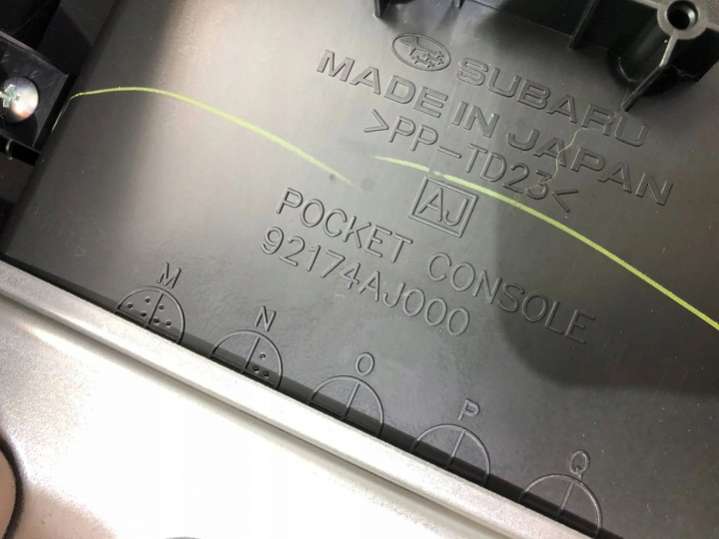 SUBARU
MADE IN JAPAN
>PP-TD23<
AJ
POCKET CONSOLE
92174AJ000
M
N
O
P
Q